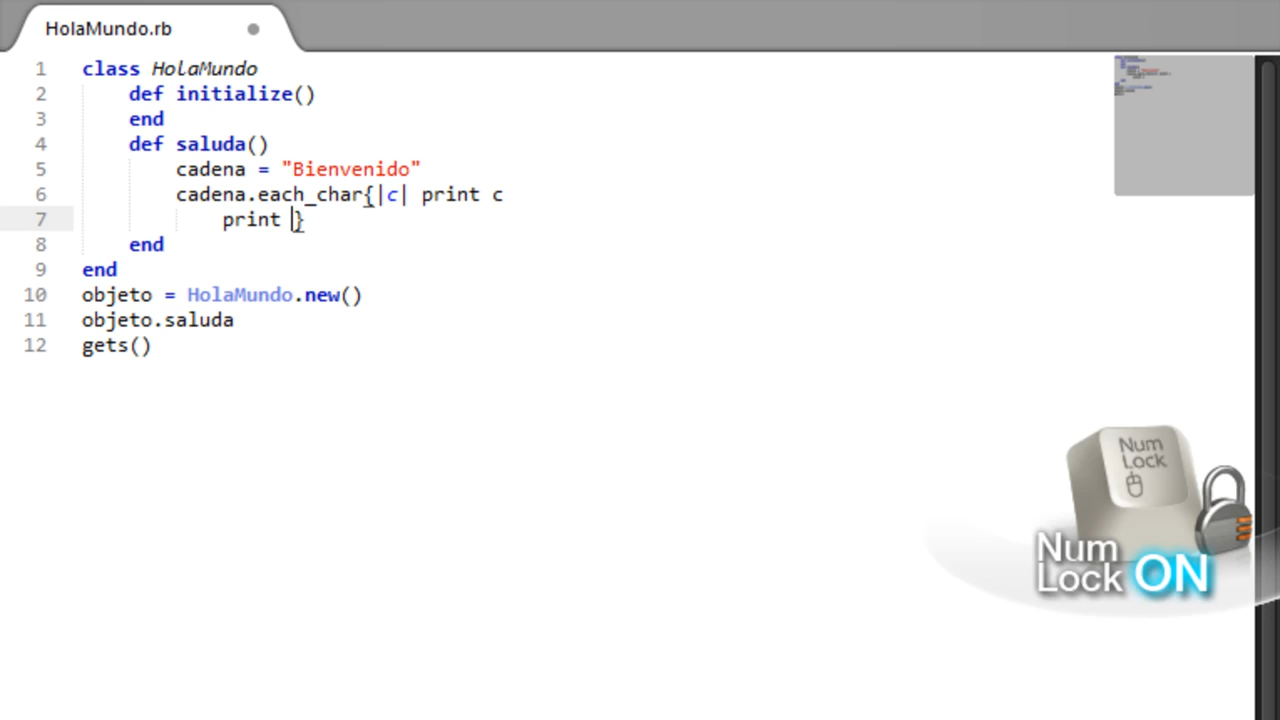 HolaMundo.rb
1 class HolaMundo
2 def initialize()
3 end
4 def saluda()
5 cadena = "Bienvenido"
6 cadena.each_char{|c| print c
7 print }
8 end
9 end
10 objeto = HolaMundo.new()
11 objeto.saluda
12 gets()
Num
Lock
Num
Lock ON